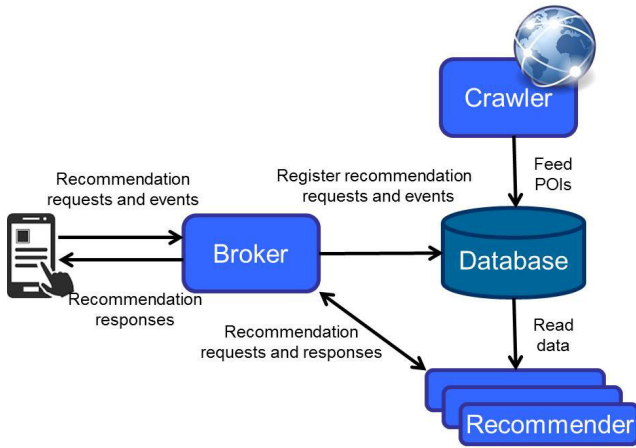 Crawler
Recommendation
requests and events
Register recommendation
requests and events
Feed
POIs
Broker
Database
Recommendation
responses
Recommendation
requests and responses
Read
data
Recommender